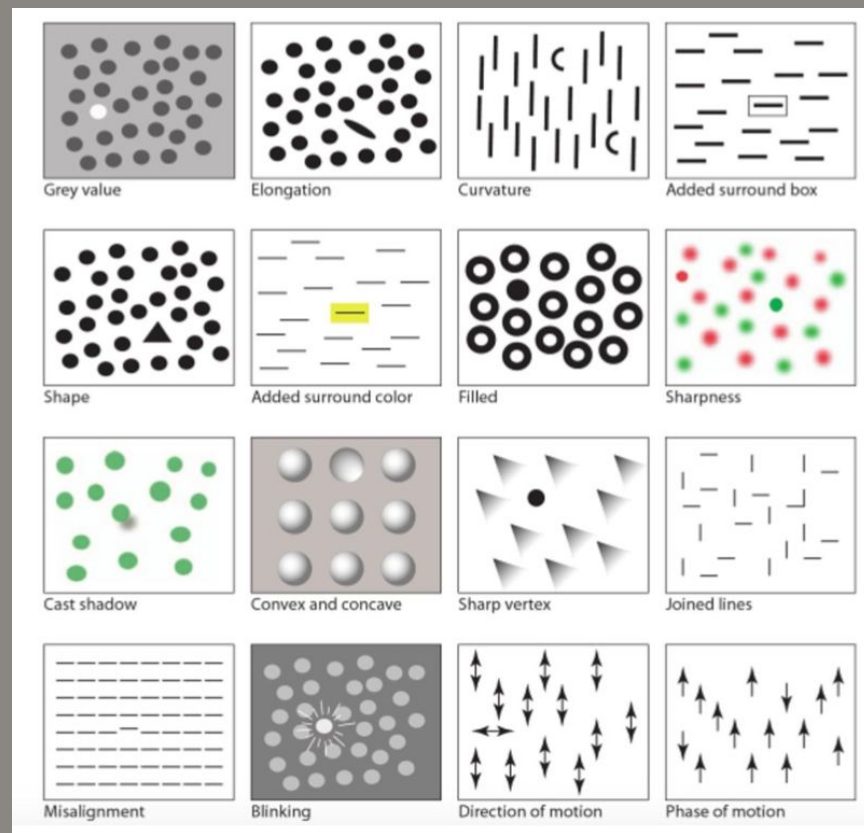 Grey value
Elongation
Curvature
Added surround box
Shape
Added surround color
Filled
Sharpness
Cast shadow
Convex and concave
Sharp vertex
Joined lines
Misalignment
Blinking
Direction of motion
Phase of motion